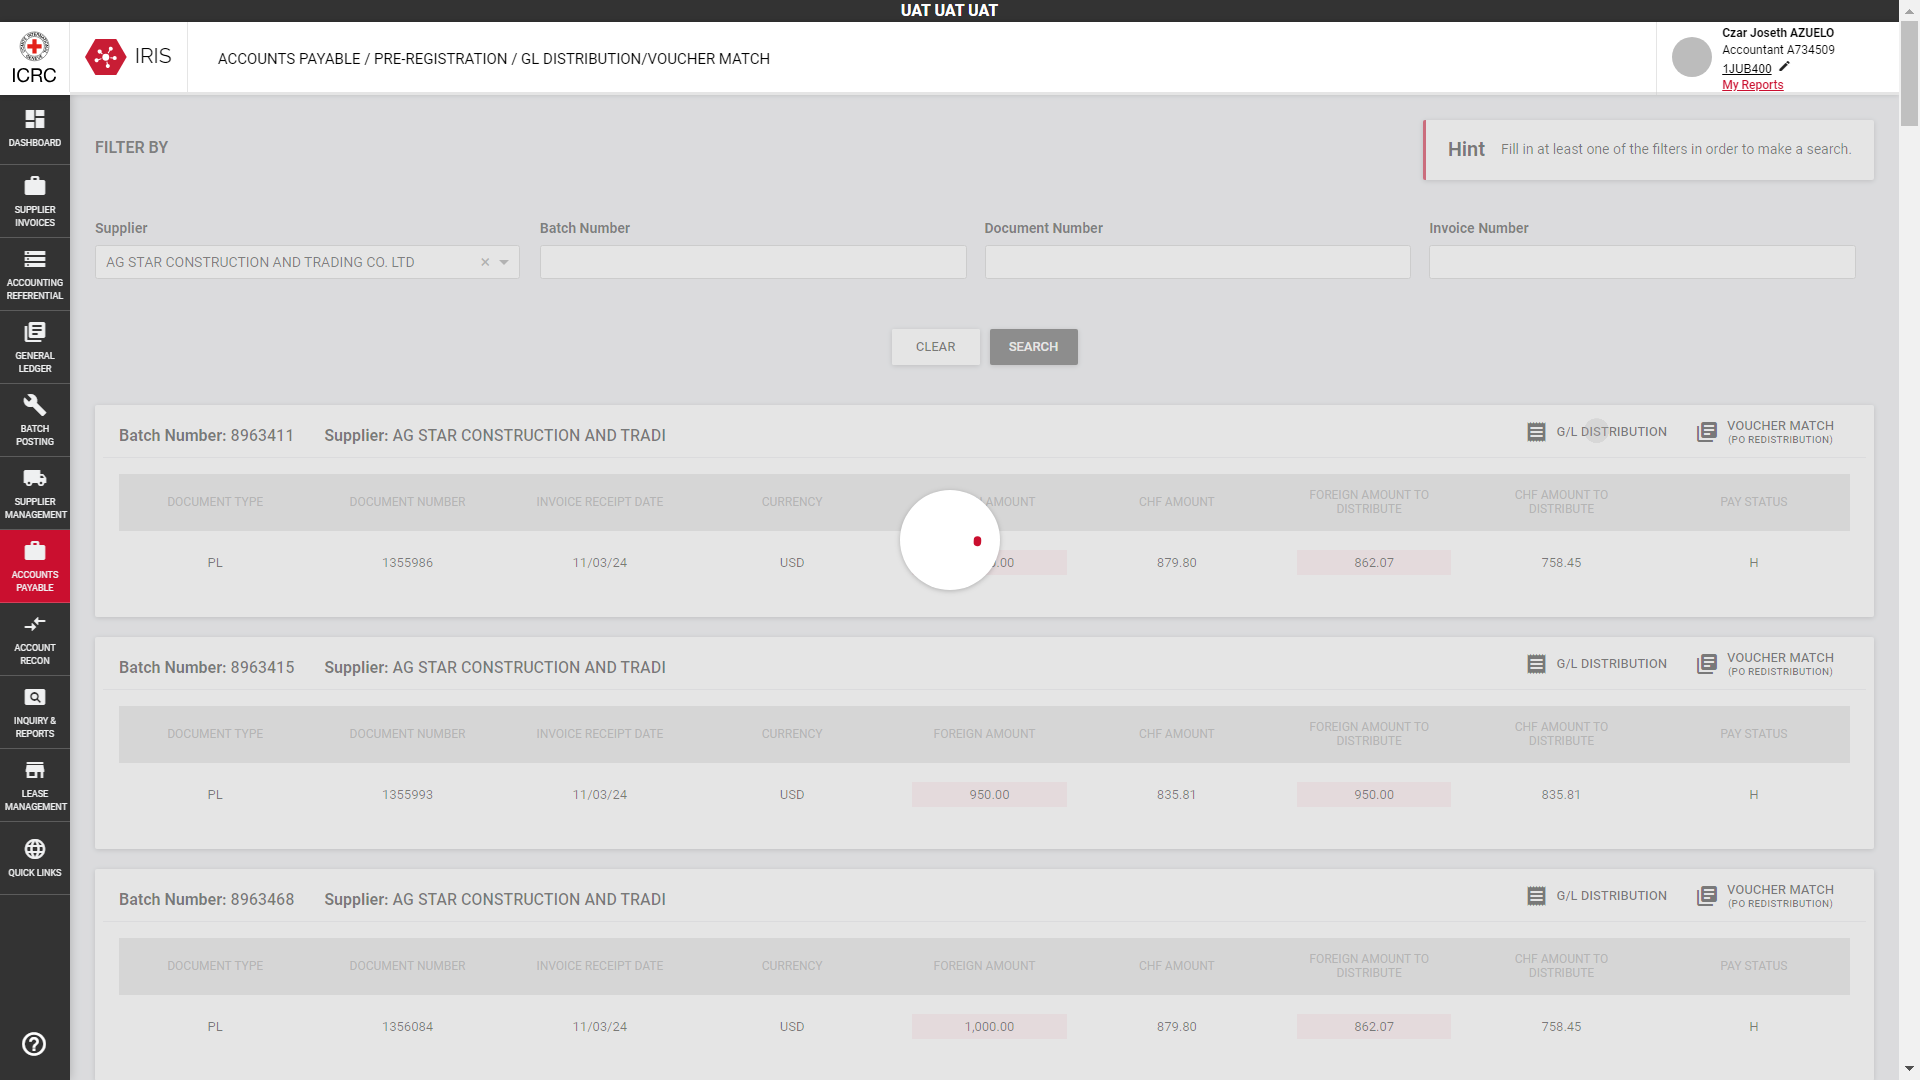 UAT UAT UAT
ICRC
IRIS
ACCOUNTS PAYABLE / PRE-REGISTRATION / GL DISTRIBUTION/VOUCHER MATCH
Czar Joseth AZUELO
Accountant A734509
1JUB400
My Reports
DASHBOARD
SUPPLIER
INVOICES
ACCOUNTING
REFERENTIAL
GENERAL
LEDGER
BATCH
POSTING
SUPPLIER
MANAGEMENT
ACCOUNTS
PAYABLE
ACCOUNT
RECON
INQUIRY &
REPORTS
LEASE
MANAGEMENT
QUICK LINKS
FILTER BY
Hint Fill in at least one of the filters in order to make a search.
Supplier Batch Number Document Number Invoice Number
AG STAR CONSTRUCTION AND TRADING CO. LTD
CLEAR SEARCH
Batch Number: 8963411 Supplier: AG STAR CONSTRUCTION AND TRADI G/L DISTRIBUTION VOUCHER MATCH
(PO REDISTRIBUTION)
DOCUMENT TYPE DOCUMENT NUMBER INVOICE RECEIPT DATE CURRENCY AMOUNT CHF AMOUNT FOREIGN AMOUNT TO DISTRIBUTE CHF AMOUNT TO DISTRIBUTE PAY STATUS
PL 1355986 11/03/24 USD .00 879.80 862.07 758.45 H
Batch Number: 8963415 Supplier: AG STAR CONSTRUCTION AND TRADI G/L DISTRIBUTION VOUCHER MATCH
(PO REDISTRIBUTION)
DOCUMENT TYPE DOCUMENT NUMBER INVOICE RECEIPT DATE CURRENCY FOREIGN AMOUNT CHF AMOUNT FOREIGN AMOUNT TO DISTRIBUTE CHF AMOUNT TO DISTRIBUTE PAY STATUS
PL 1355993 11/03/24 USD 950.00 835.81 950.00 835.81 H
Batch Number: 8963468 Supplier: AG STAR CONSTRUCTION AND TRADI G/L DISTRIBUTION VOUCHER MATCH
(PO REDISTRIBUTION)
DOCUMENT TYPE DOCUMENT NUMBER INVOICE RECEIPT DATE CURRENCY FOREIGN AMOUNT CHF AMOUNT FOREIGN AMOUNT TO DISTRIBUTE CHF AMOUNT TO DISTRIBUTE PAY STATUS
PL 1356084 11/03/24 USD 1,000.00 879.80 862.07 758.45 H